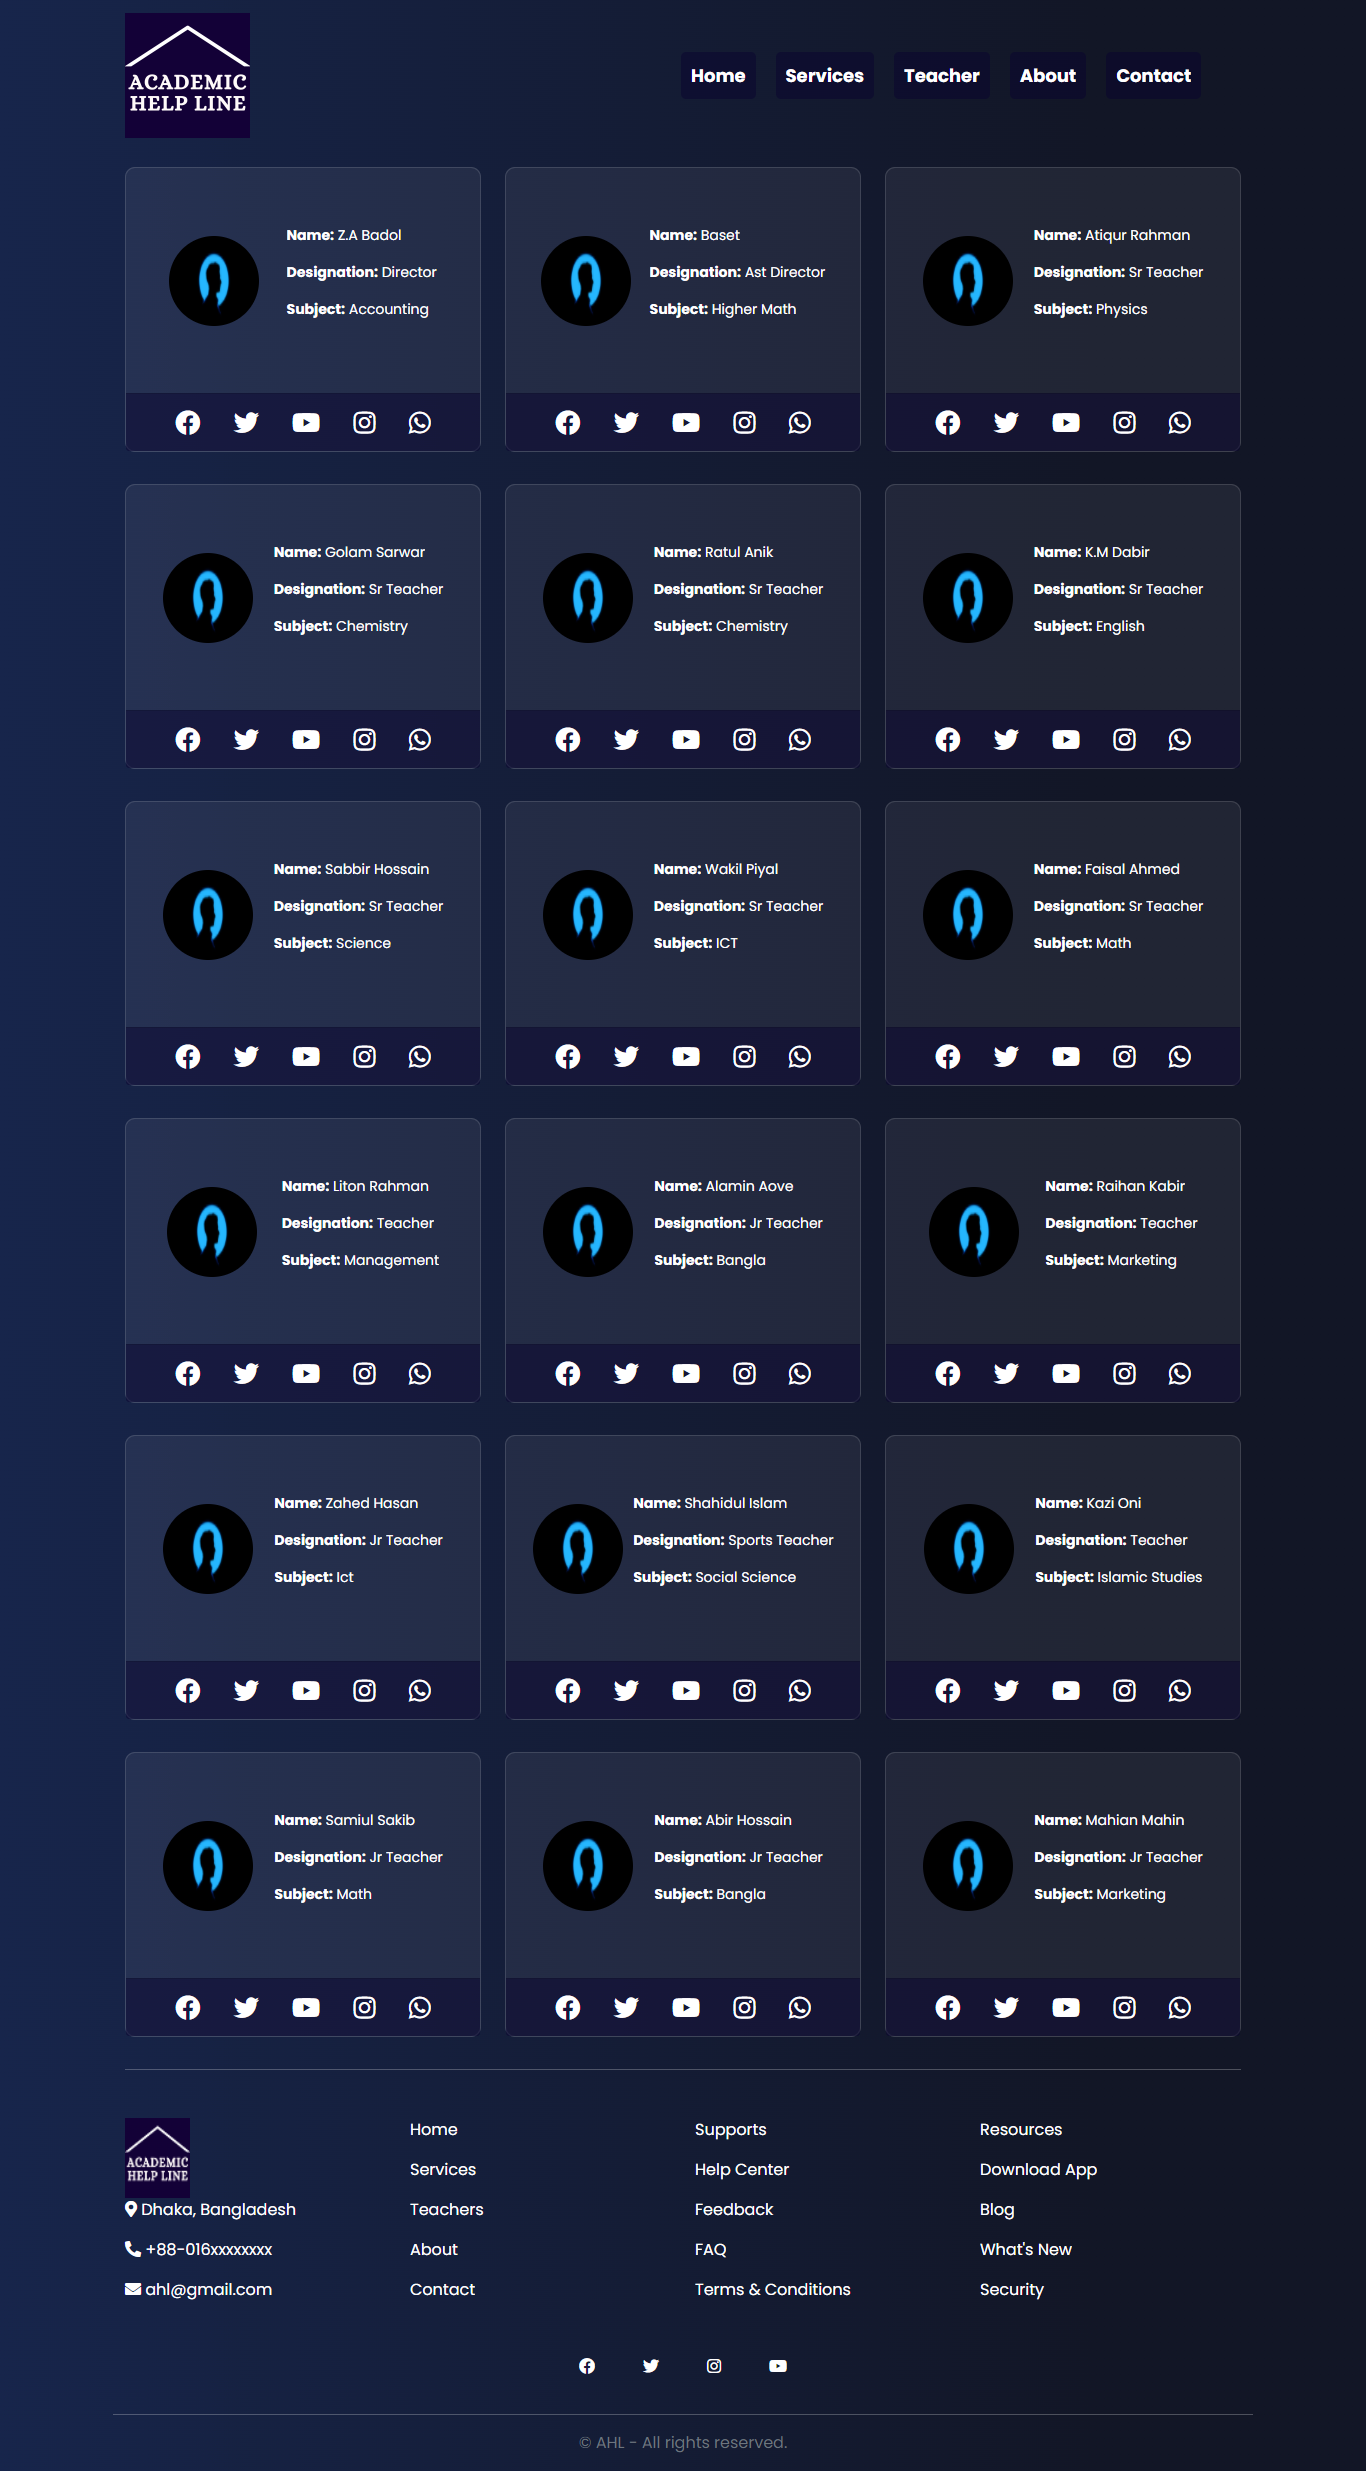 ACADEMIC
HELP LINE
Home Services Teacher About Contact
Name: Z.A Badol
Designation: Director
Subject: Accounting
Name: Baset
Designation: Ast Director
Subject: Higher Math
Name: Atiqur Rahman
Designation: Sr Teacher
Subject: Physics
Name: Golam Sarwar
Designation: Sr Teacher
Subject: Chemistry
Name: Ratul Anik
Designation: Sr Teacher
Subject: Chemistry
Name: K.M Dabir
Designation: Sr Teacher
Subject: English
Name: Sabbir Hossain
Designation: Sr Teacher
Subject: Science
Name: Wakil Piyal
Designation: Sr Teacher
Subject: ICT
Name: Faisal Ahmed
Designation: Sr Teacher
Subject: Math
Name: Liton Rahman
Designation: Teacher
Subject: Management
Name: Alamin Aove
Designation: Jr Teacher
Subject: Bangla
Name: Raihan Kabir
Designation: Teacher
Subject: Marketing
Name: Zahed Hasan
Designation: Jr Teacher
Subject: Ict
Name: Shahidul Islam
Designation: Sports Teacher
Subject: Social Science
Name: Kazi Oni
Designation: Teacher
Subject: Islamic Studies
Name: Samiul Sakib
Designation: Jr Teacher
Subject: Math
Name: Abir Hossain
Designation: Jr Teacher
Subject: Bangla
Name: Mahian Mahin
Designation: Jr Teacher
Subject: Marketing
ACADEMIC
HELP LINE
Dhaka, Bangladesh
+88-016xxxxxxxx
ahl@gmail.com
Home
Services
Teachers
About
Contact
Supports
Help Center
Feedback
FAQ
Terms & Conditions
Resources
Download App
Blog
What's New
Security
© AHL - All rights reserved.